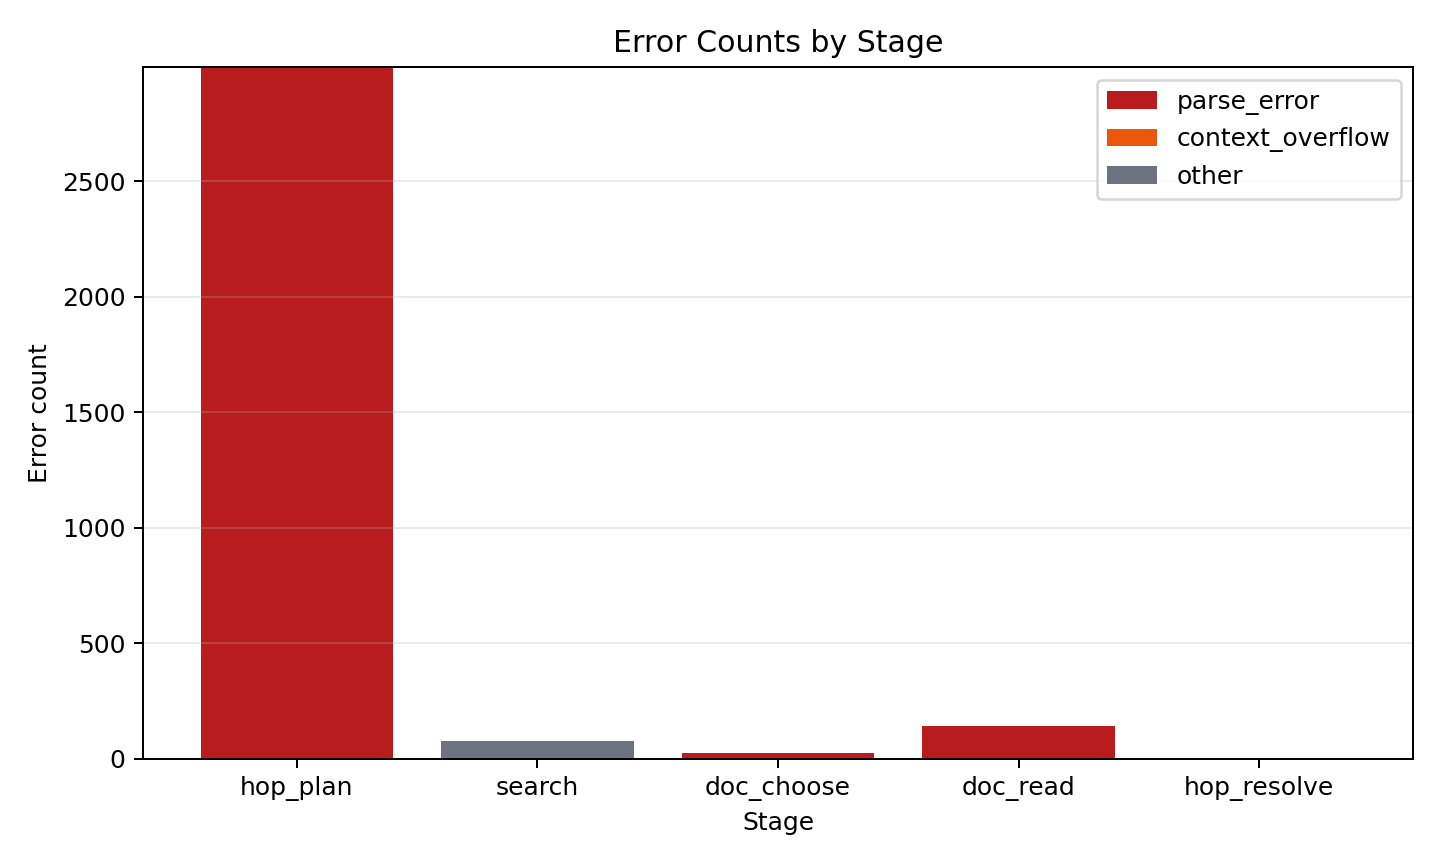 Error Counts by Stage
parse_error
context_overflow
other
2500
2000
1500
1000
500
0
Error count
hop_plan
search
doc_choose
doc_read
hop_resolve
Stage